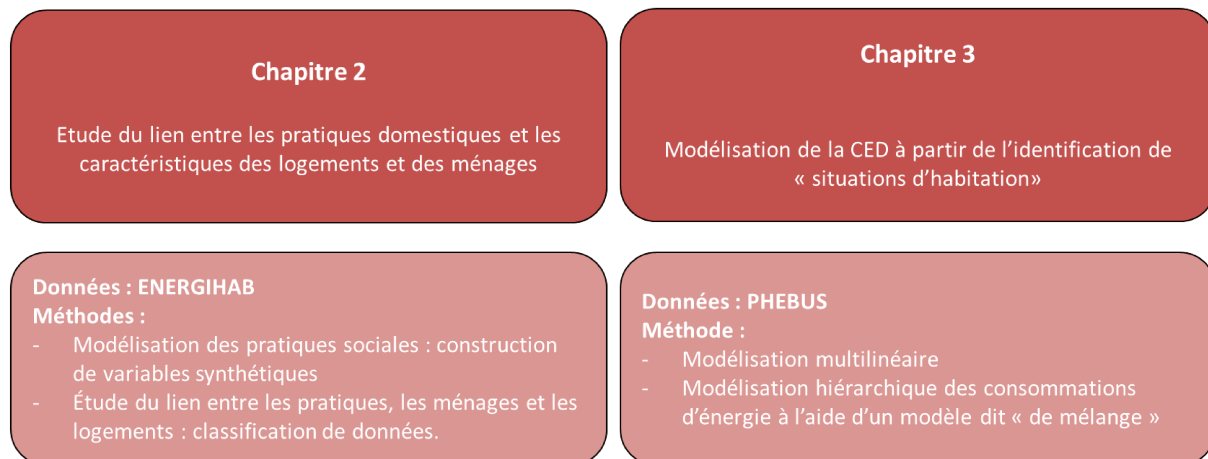 Chapitre 2
Etude du lien entre les pratiques domestiques et les
caractéristiques des logements et des ménages
Chapitre 3
Modélisation de la CED à partir de l’identification de
« situations d’habitation»
Données : ENERGIHAB
Méthodes :
- Modélisation des pratiques sociales : construction
de variables synthétiques
- Étude du lien entre les pratiques, les ménages et les
logements : classification de données.
Données : PHEBUS
Méthode :
- Modélisation multilinéaire
- Modélisation hiérarchique des consommations
d’énergie à l’aide d’un modèle dit « de mélange »